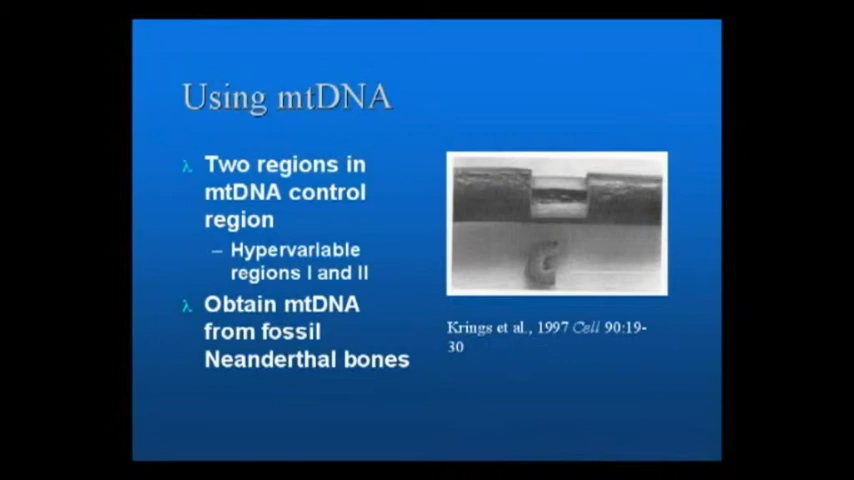 Using mtDNA
λ Two regions in
mtDNA control
region
– Hypervariable
regions I and II
λ Obtain mtDNA
from fossil
Neanderthal bones
Krings et al., 1997 Cell 90:19-
30